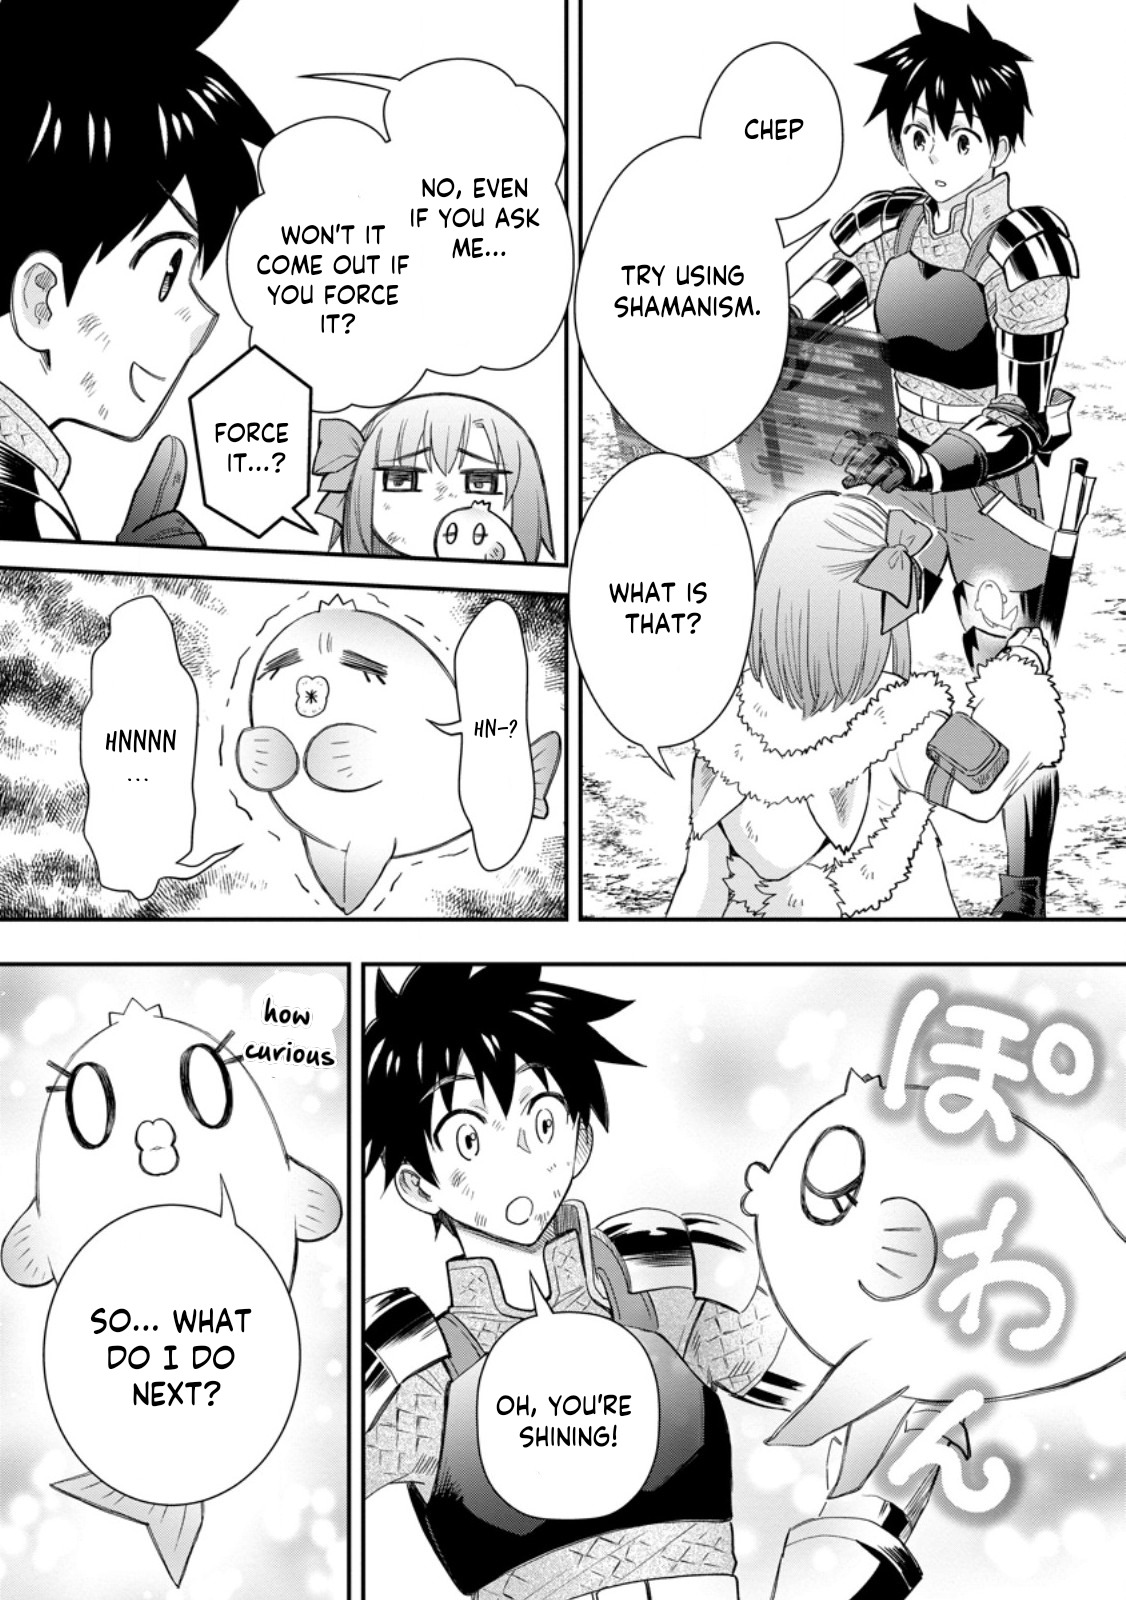 CHEP
TRY USING
SHAMANISM.
WHAT IS
THAT?
NO, EVEN
IF YOU ASK
ME...
WON'T IT
COME OUT IF
YOU FORCE
IT?
FORCE
IT...?
HN-?
HNNNN
...
ぽわん
OH, YOU'RE
SHINING!
how
curious
SO... WHAT
DO I DO
NEXT?